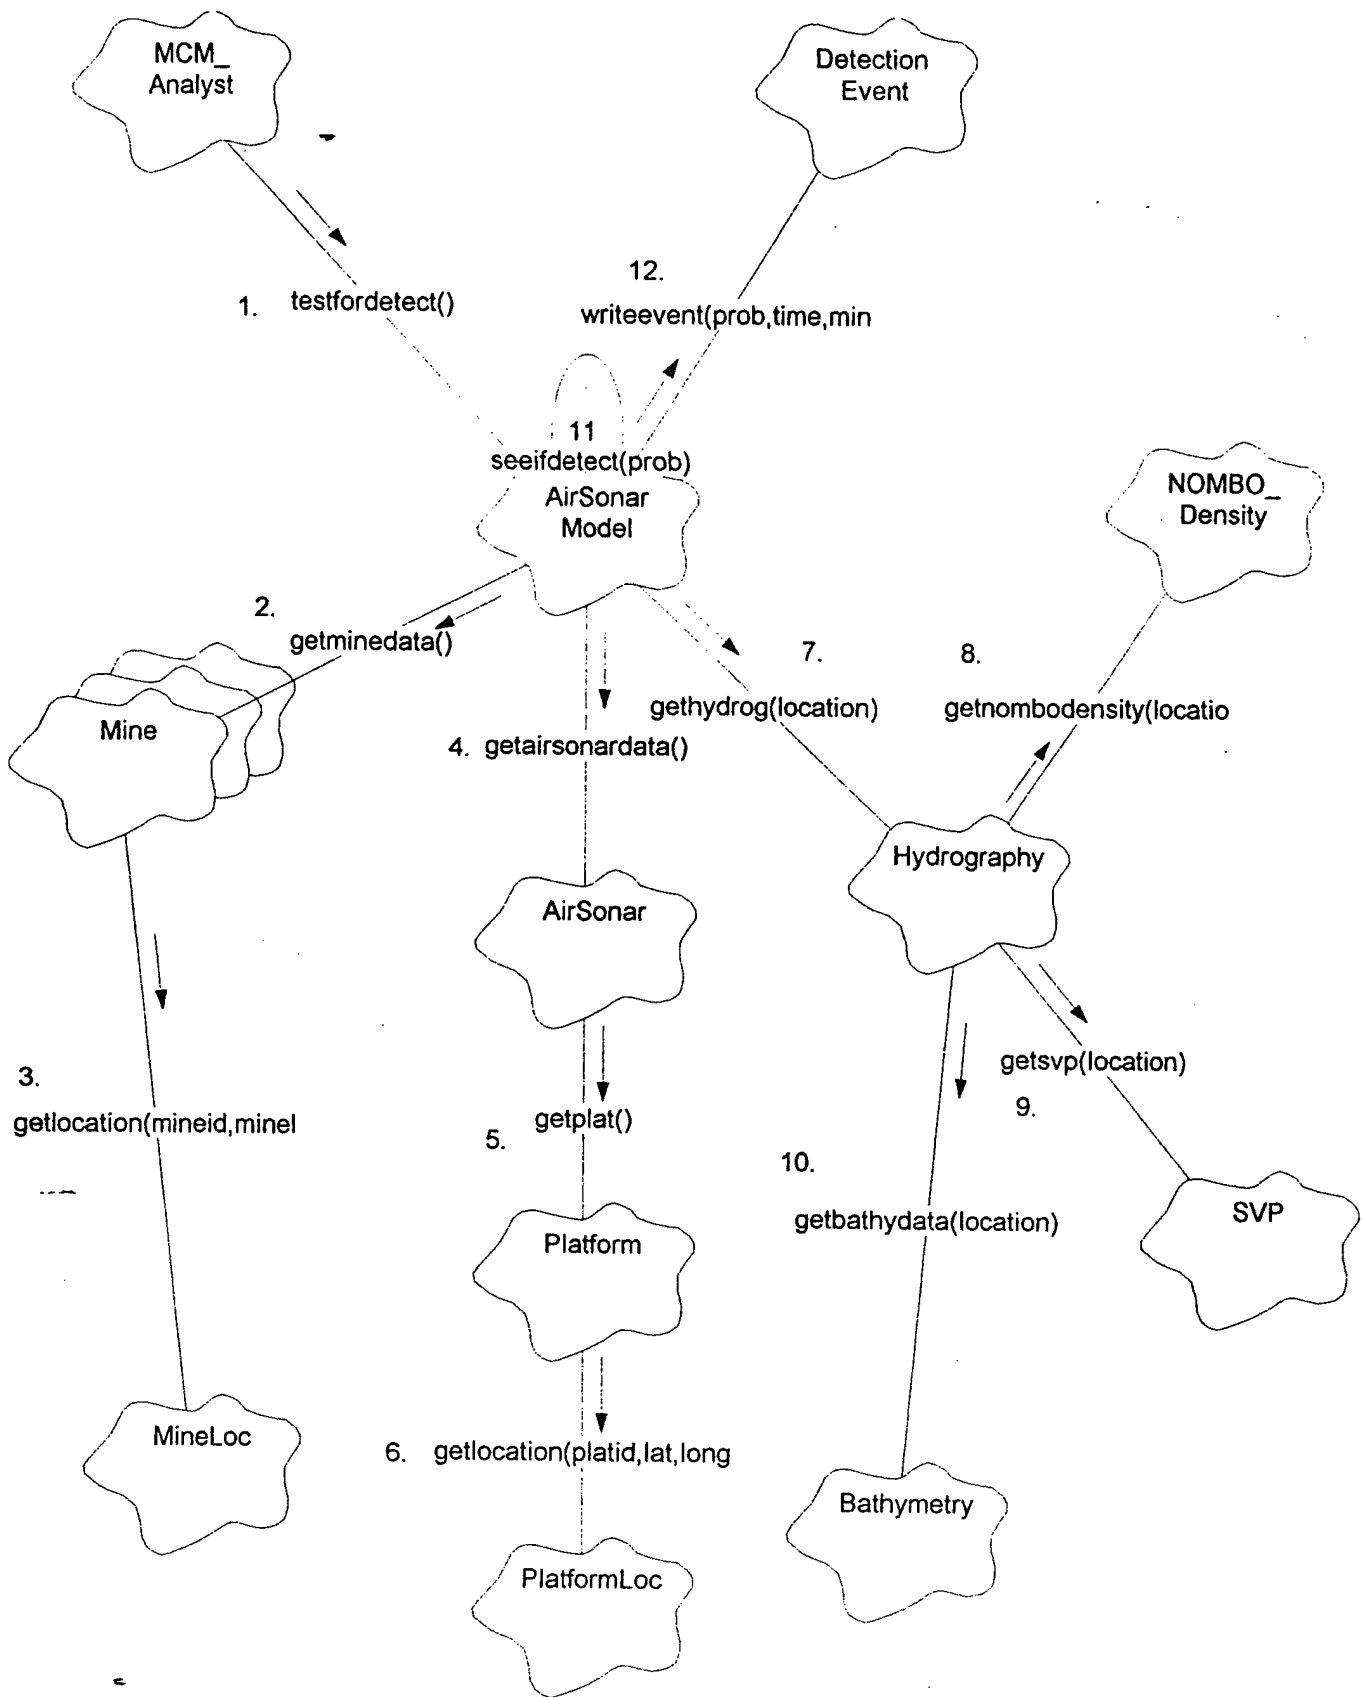 MCM_
Analyst
Detection
Event
1. testfordetect()
12.
writeevent(prob,time,min
11
seeifdetect(prob)
AirSonar
Model
NOMBO_
Density
2.
getminedata()
7.
gethydrog(location)
8.
getnombodensity(locatio
Mine
4. getairsonardata()
Hydrography
AirSonar
3.
getlocation(mineid,minel
getplat()
5.
getsvp(location)
9.
10.
getbathydata(location)
SVP
Platform
MineLoc
6. getlocation(platid,lat,long
Bathymetry
PlatformLoc